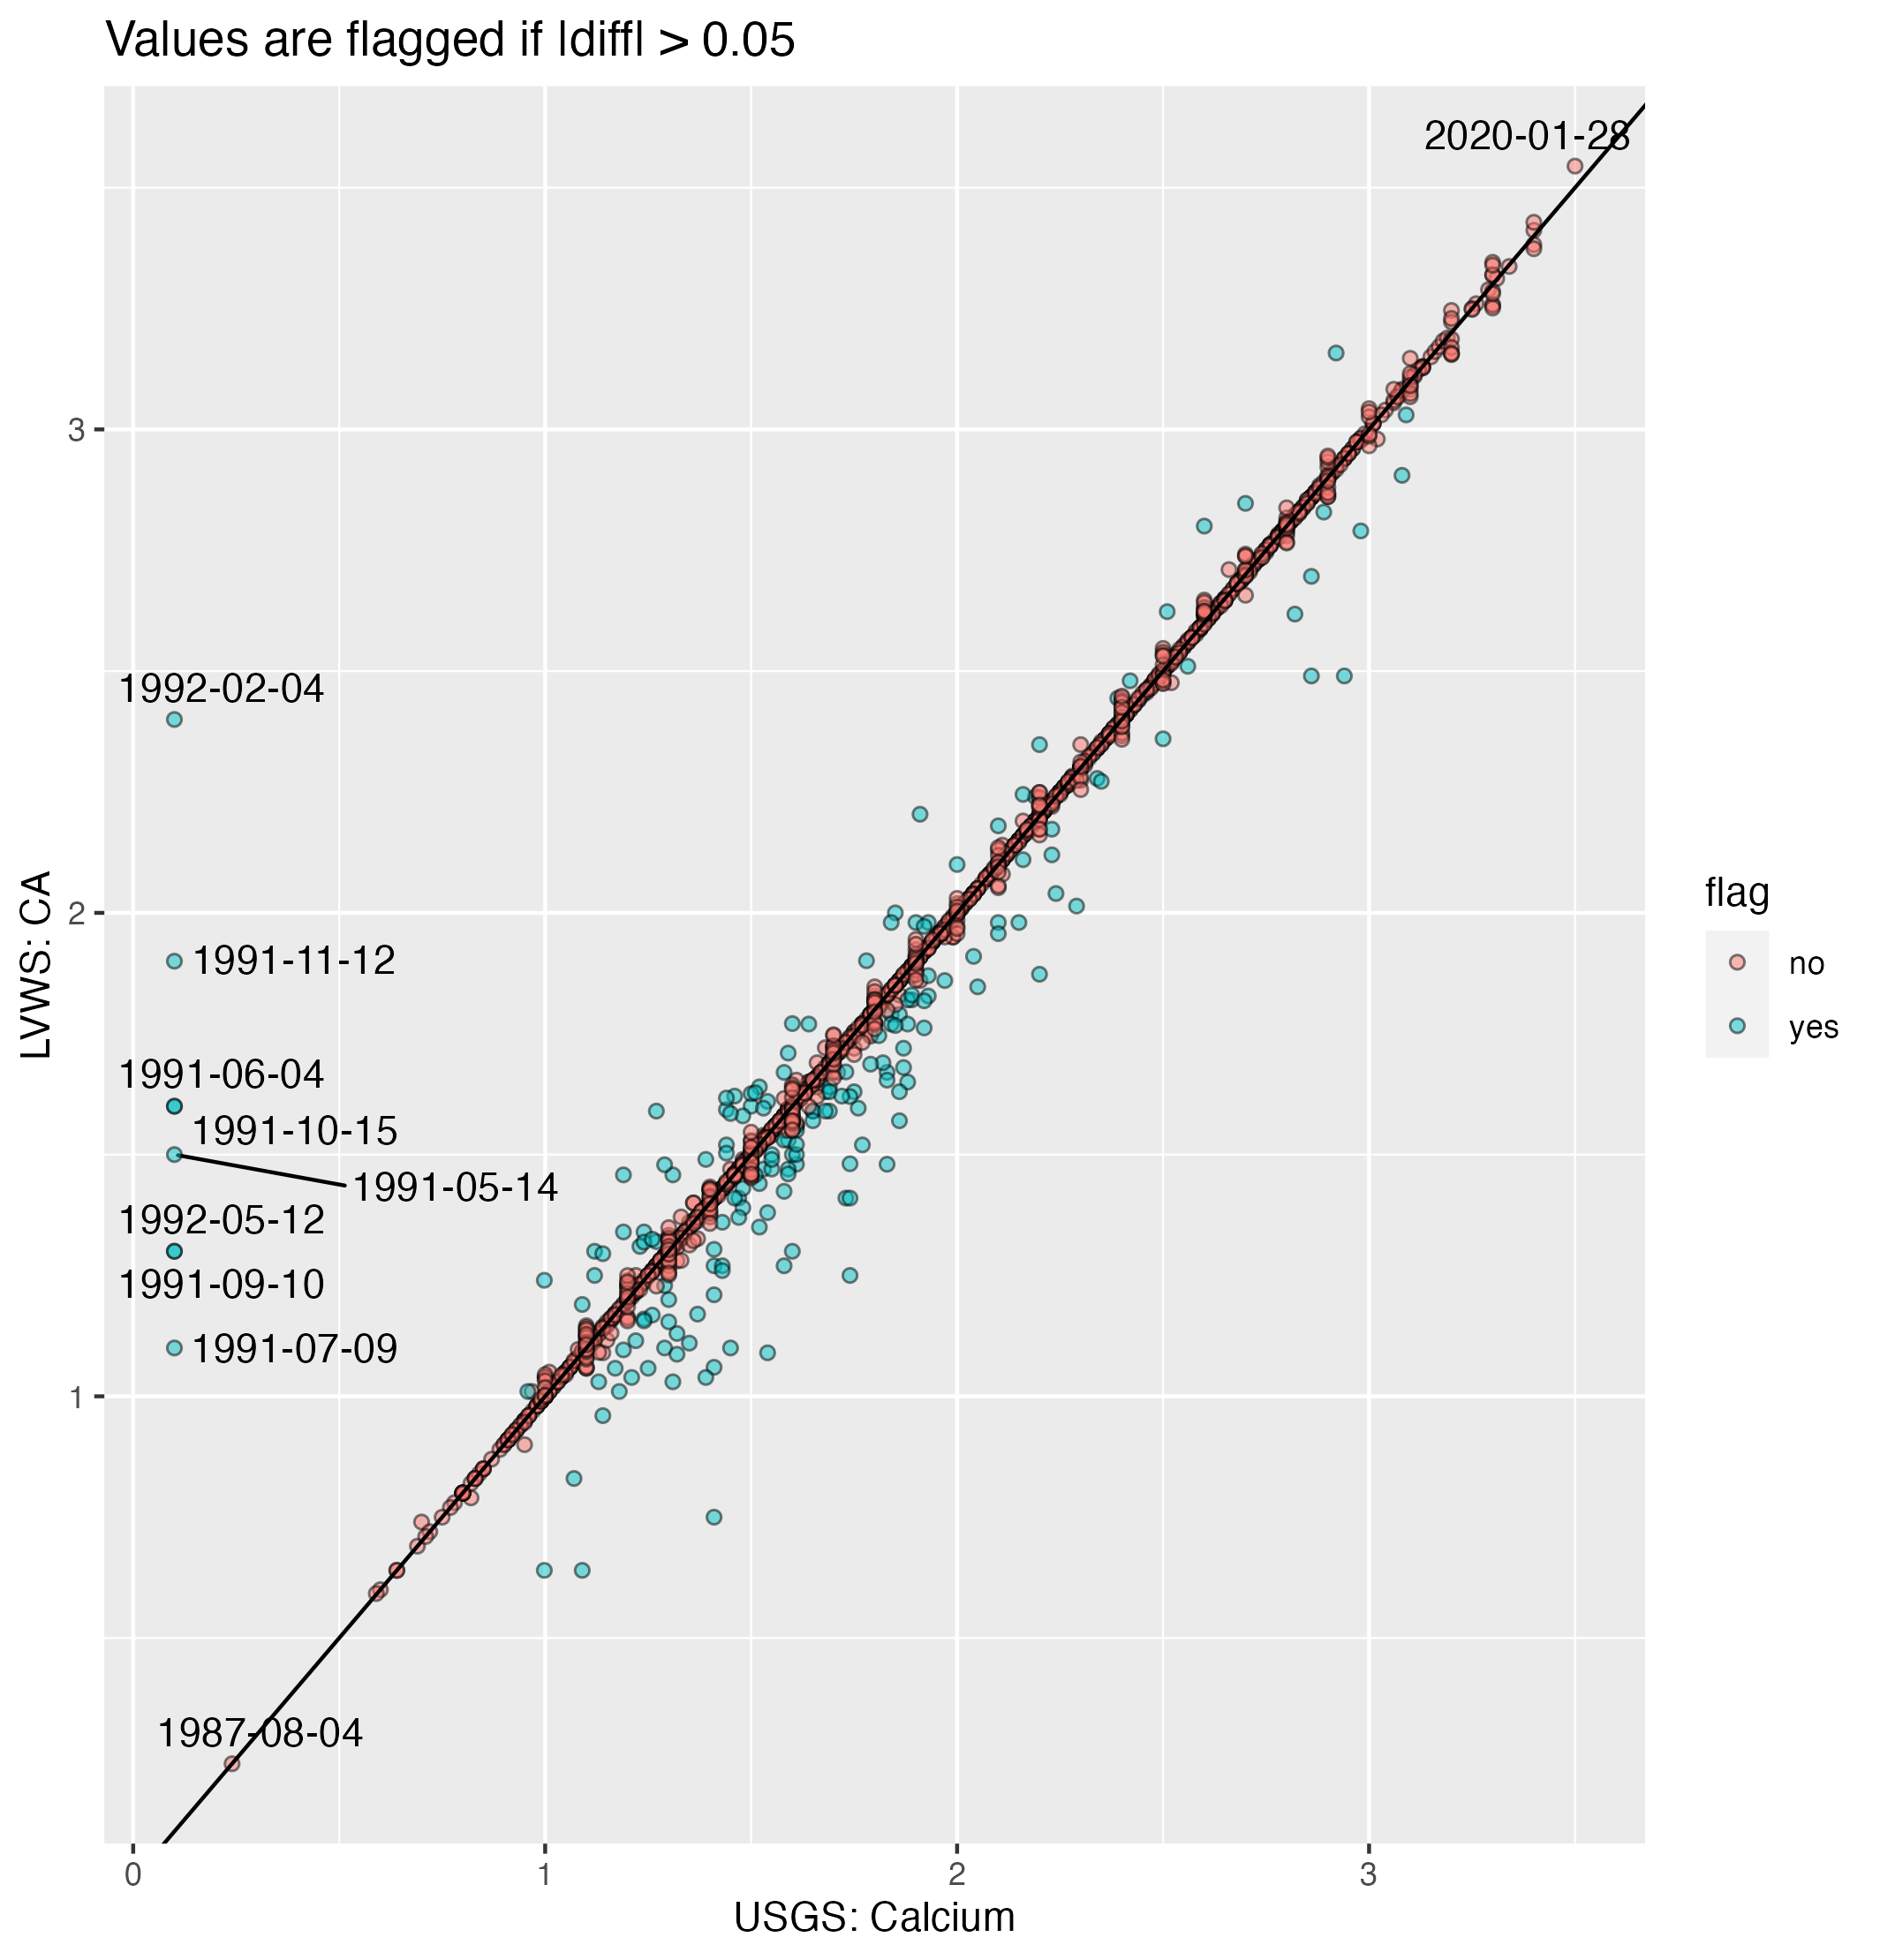 Values are flagged if |diff| > 0.05
2020-01-28
3
1992-02-04
2
1991-11-12
1991-06-04
1991-10-15
1991-05-14
1992-05-12
1991-09-10
1991-07-09
1
1987-08-04
0 1 2 3
USGS: Calcium
LVWS: CA
flag
no
yes